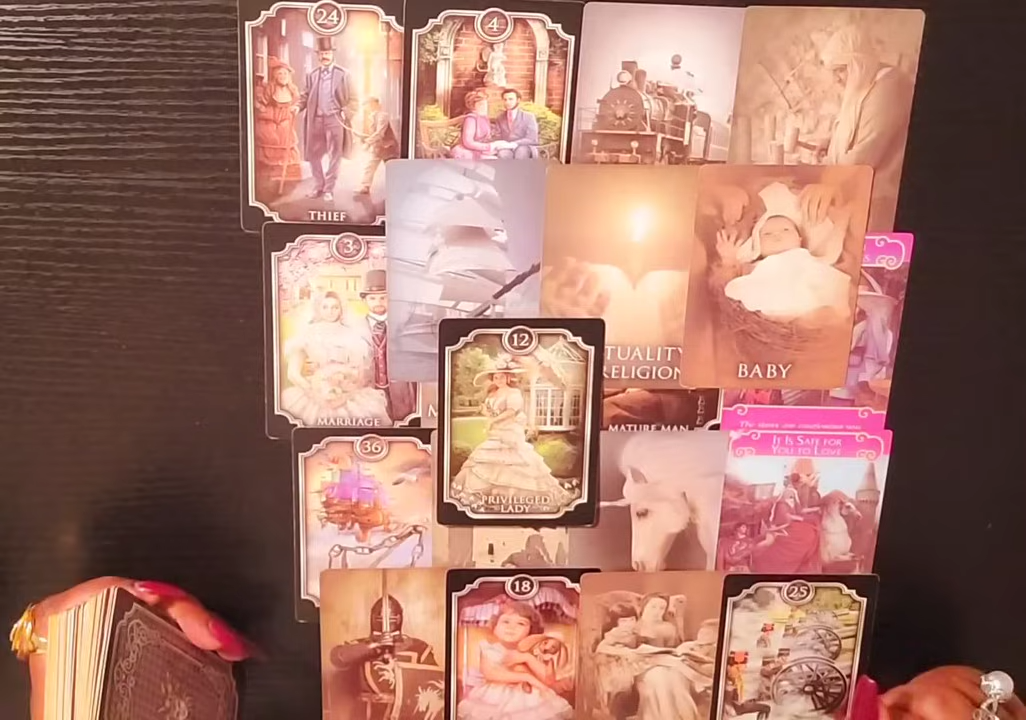 24
4
THIEF
3
12
TUALITY
RELIGION
BABY
MARRIAGE
MATURE MAN
IT IS SAFE FOR
YOU TO LOVE
36
PRIVILEGED
LADY
18
25